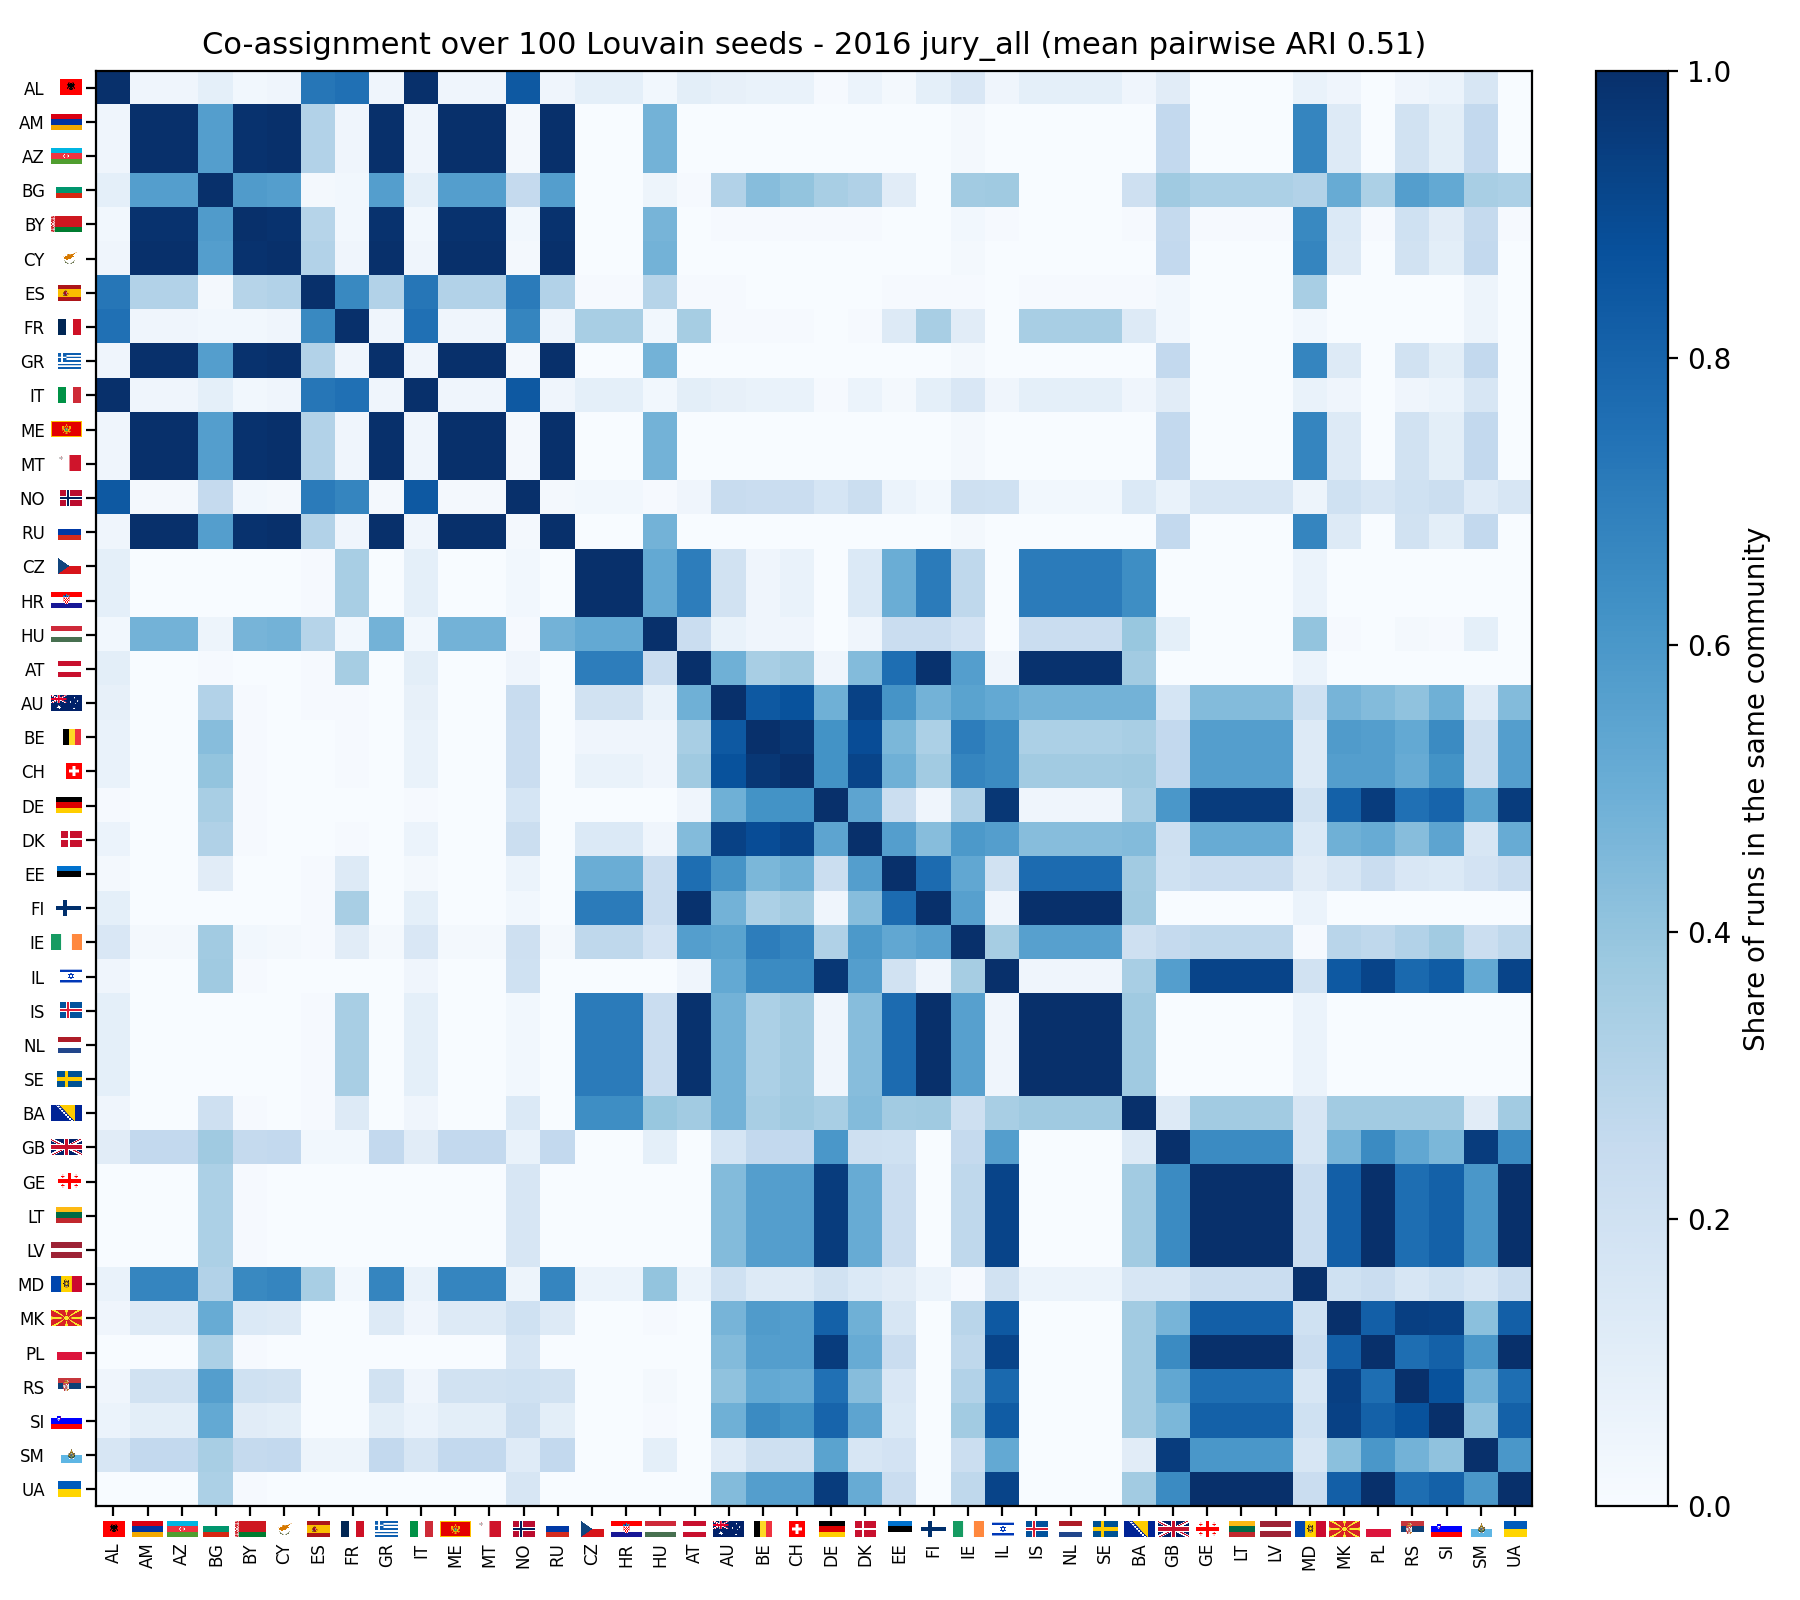 Co-assignment over 100 Louvain seeds - 2016 jury_all (mean pairwise ARI 0.51)
AL
AM
AZ
BG
BY
CY
ES
FR
GR
IT
ME
MT
NO
RU
CZ
HR
HU
AT
AU
BE
CH
DE
DK
EE
FI
IE
IL
IS
NL
SE
BA
GB
GE
LT
LV
MD
MK
PL
RS
SI
SM
UA
AL AM AZ BG BY CY ES FR GR IT ME MT NO RU CZ HR HU AT AU BE CH DE DK EE FI IE IL IS NL SE BA GB GE LT LV MD MK PL RS SI SM UA
1.0
0.8
0.6
0.4
0.2
0.0
Share of runs in the same community